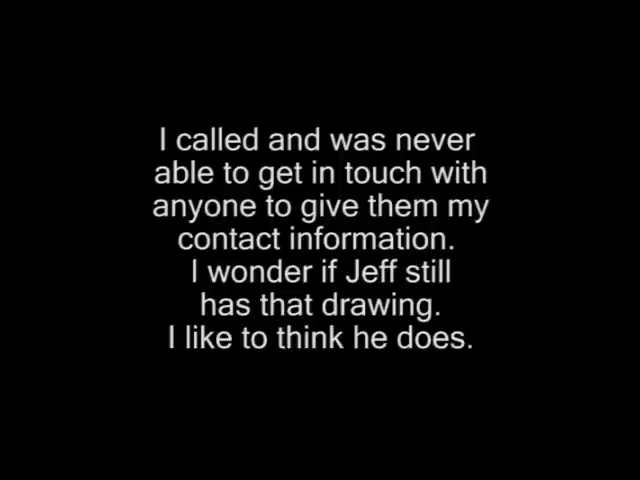 I called and was never
able to get in touch with
anyone to give them my
contact information.
I wonder if Jeff still
has that drawing.
I like to think he does.